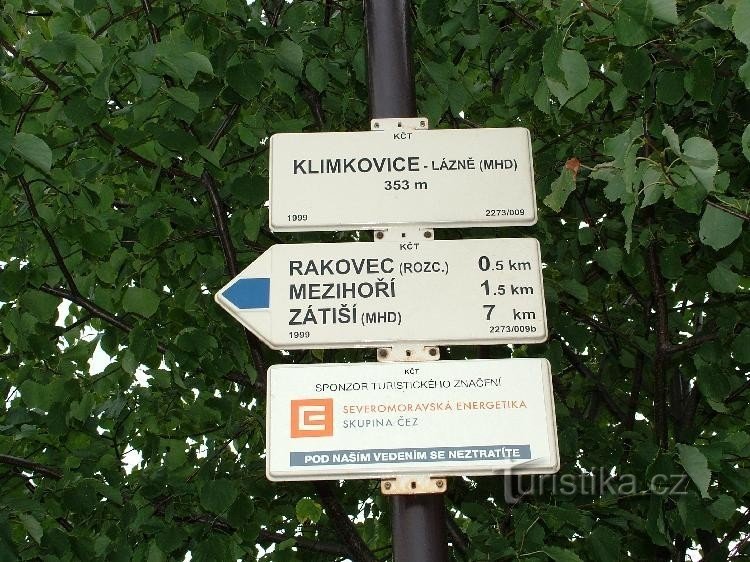 KČT
KLIMKOVICE - LÁZNĚ (MHD)
353 m
1999 2273/009
KČT
RAKOVEC (ROZC.) 0.5 km
MEZIHOŘÍ 1.5 km
ZÁTIŠÍ (MHD) 7 km
1999 2273/009b
KČT
SPONZOR TURISTICKÉHO ZNAČENÍ
SEVEROMORAVSKÁ ENERGETIKA
SKUPINA ČEZ
POD NAŠÍM VEDENÍM SE NEZTRATÍTE
Turistika.cz